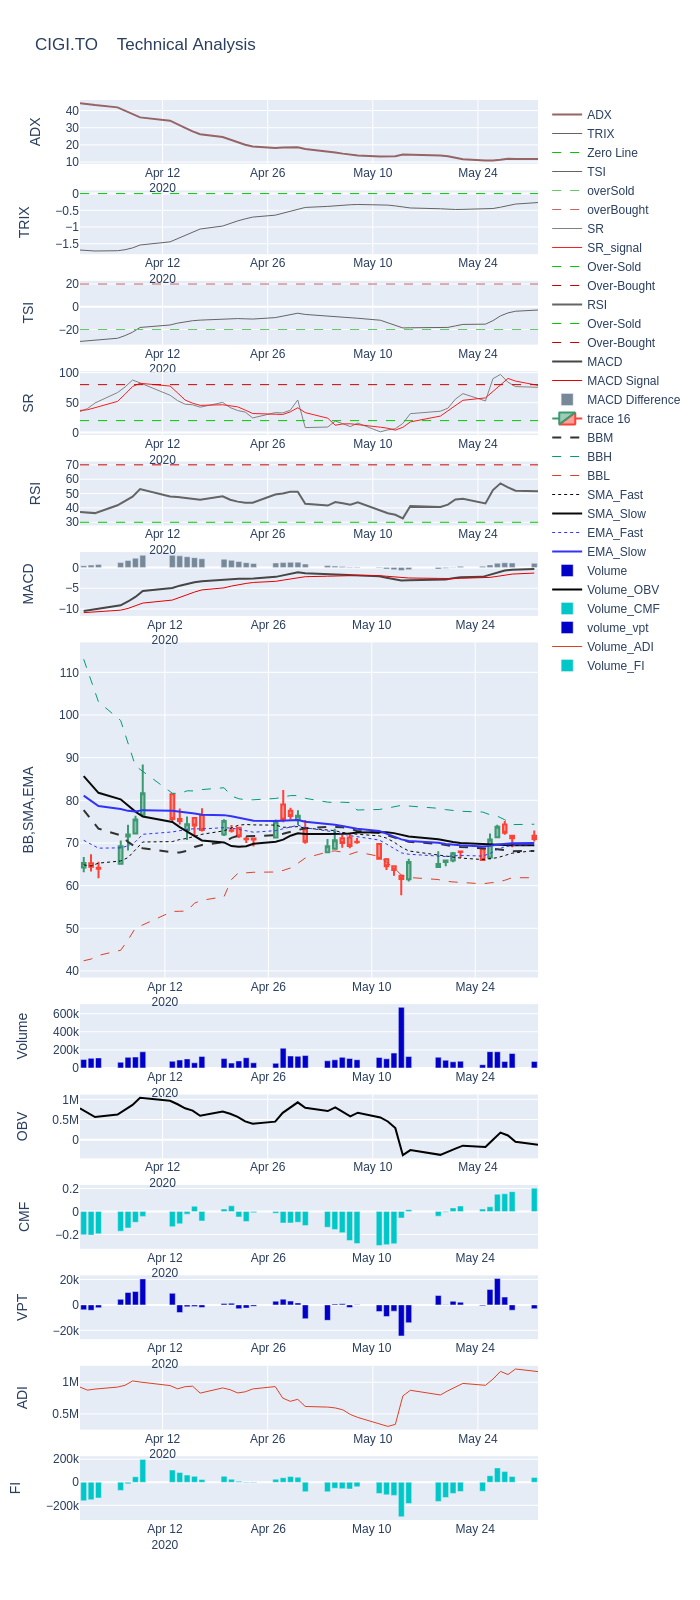 CIGI.TO    Technical Analysis
ADX
40
30
20
10
Apr 12
2020
Apr 26
May 10
May 24
TRIX
0
−0.5
−1
−1.5
Apr 12
2020
Apr 26
May 10
May 24
TSI
20
0
−20
Apr 12
2020
Apr 26
May 10
May 24
SR
100
50
0
Apr 12
2020
Apr 26
May 10
May 24
RSI
70
60
50
40
30
Apr 12
2020
Apr 26
May 10
May 24
MACD
0
−5
−10
Apr 12
2020
Apr 26
May 10
May 24
BB,SMA,EMA
110
100
90
80
70
60
50
40
Apr 12
2020
Apr 26
May 10
May 24
Volume
600k
400k
200k
0
Apr 12
2020
Apr 26
May 10
May 24
OBV
1M
0.5M
0
Apr 12
2020
Apr 26
May 10
May 24
CMF
0.2
0
−0.2
Apr 12
2020
Apr 26
May 10
May 24
VPT
20k
0
−20k
Apr 12
2020
Apr 26
May 10
May 24
ADI
1M
0.5M
Apr 12
2020
Apr 26
May 10
May 24
FI
200k
0
−200k
Apr 12
2020
Apr 26
May 10
May 24
ADX
TRIX
Zero Line
TSI
overSold
overBought
SR
SR_signal
Over-Sold
Over-Bought
RSI
Over-Sold
Over-Bought
MACD
MACD Signal
MACD Difference
trace 16
BBM
BBH
BBL
SMA_Fast
SMA_Slow
EMA_Fast
EMA_Slow
Volume
Volume_OBV
Volume_CMF
volume_vpt
Volume_ADI
Volume_FI